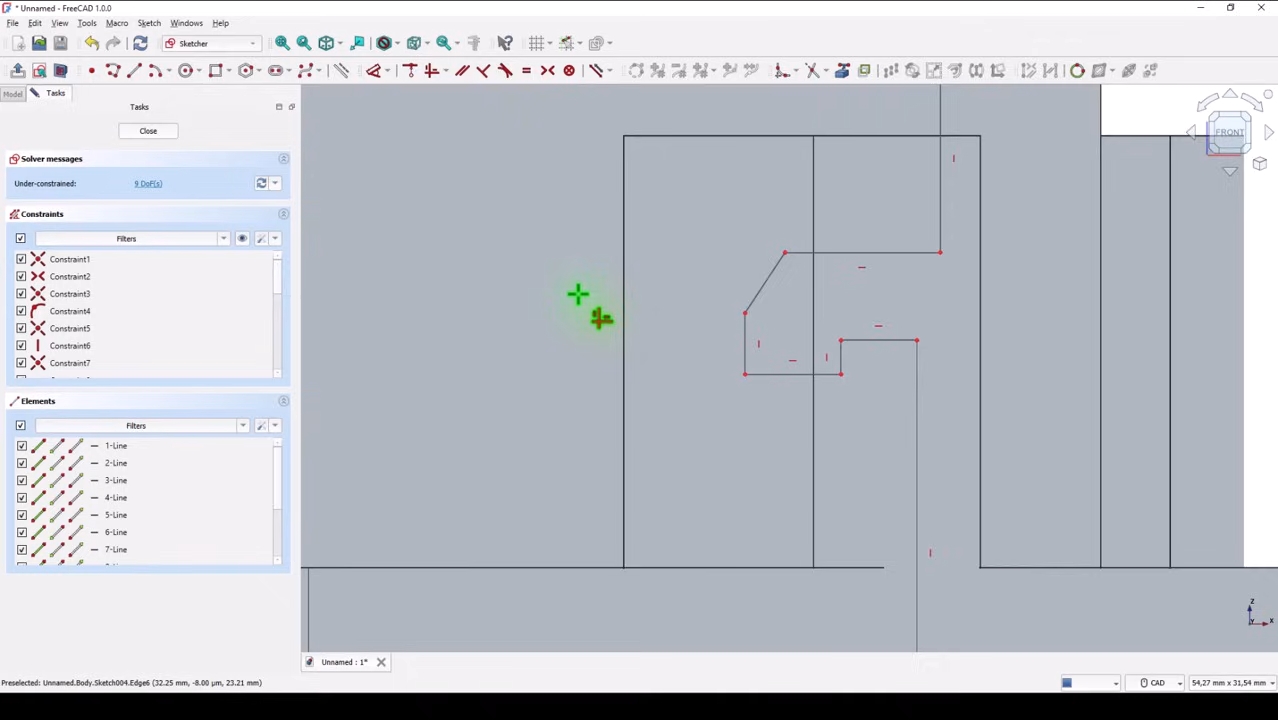 * Unnamed - FreeCAD 1.0.0
File Edit View Tools Macro Sketch Windows Help
Sketcher
Model Tasks
Tasks
Close
Solver messages
Under-constrained: 9 DoF(s)
Constraints
Filters
Constraint1
Constraint2
Constraint3
Constraint4
Constraint5
Constraint6
Constraint7
Elements
Filters
1-Line
2-Line
3-Line
4-Line
5-Line
6-Line
7-Line
FRONT
Z
Y X
Unnamed : 1*
Preselected: Unnamed.Body.Sketch004.Edge6 (32.25 mm, -8.00 µm, 23.21 mm)
CAD
54,27 mm x 31,54 mm